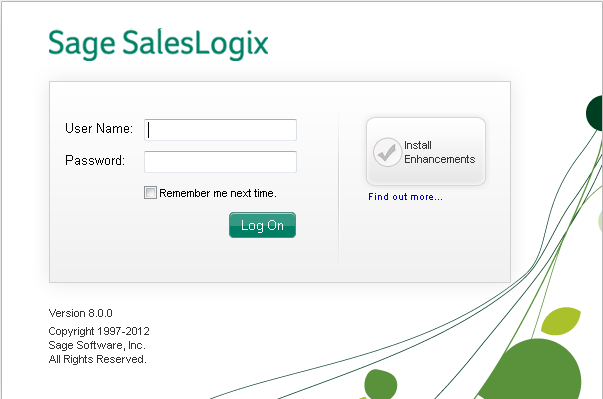 Sage SalesLogix
User Name:
Password:
Remember me next time.
Log On
Install
Enhancements
Find out more...
Version 8.0.0
Copyright 1997-2012
Sage Software, Inc.
All Rights Reserved.